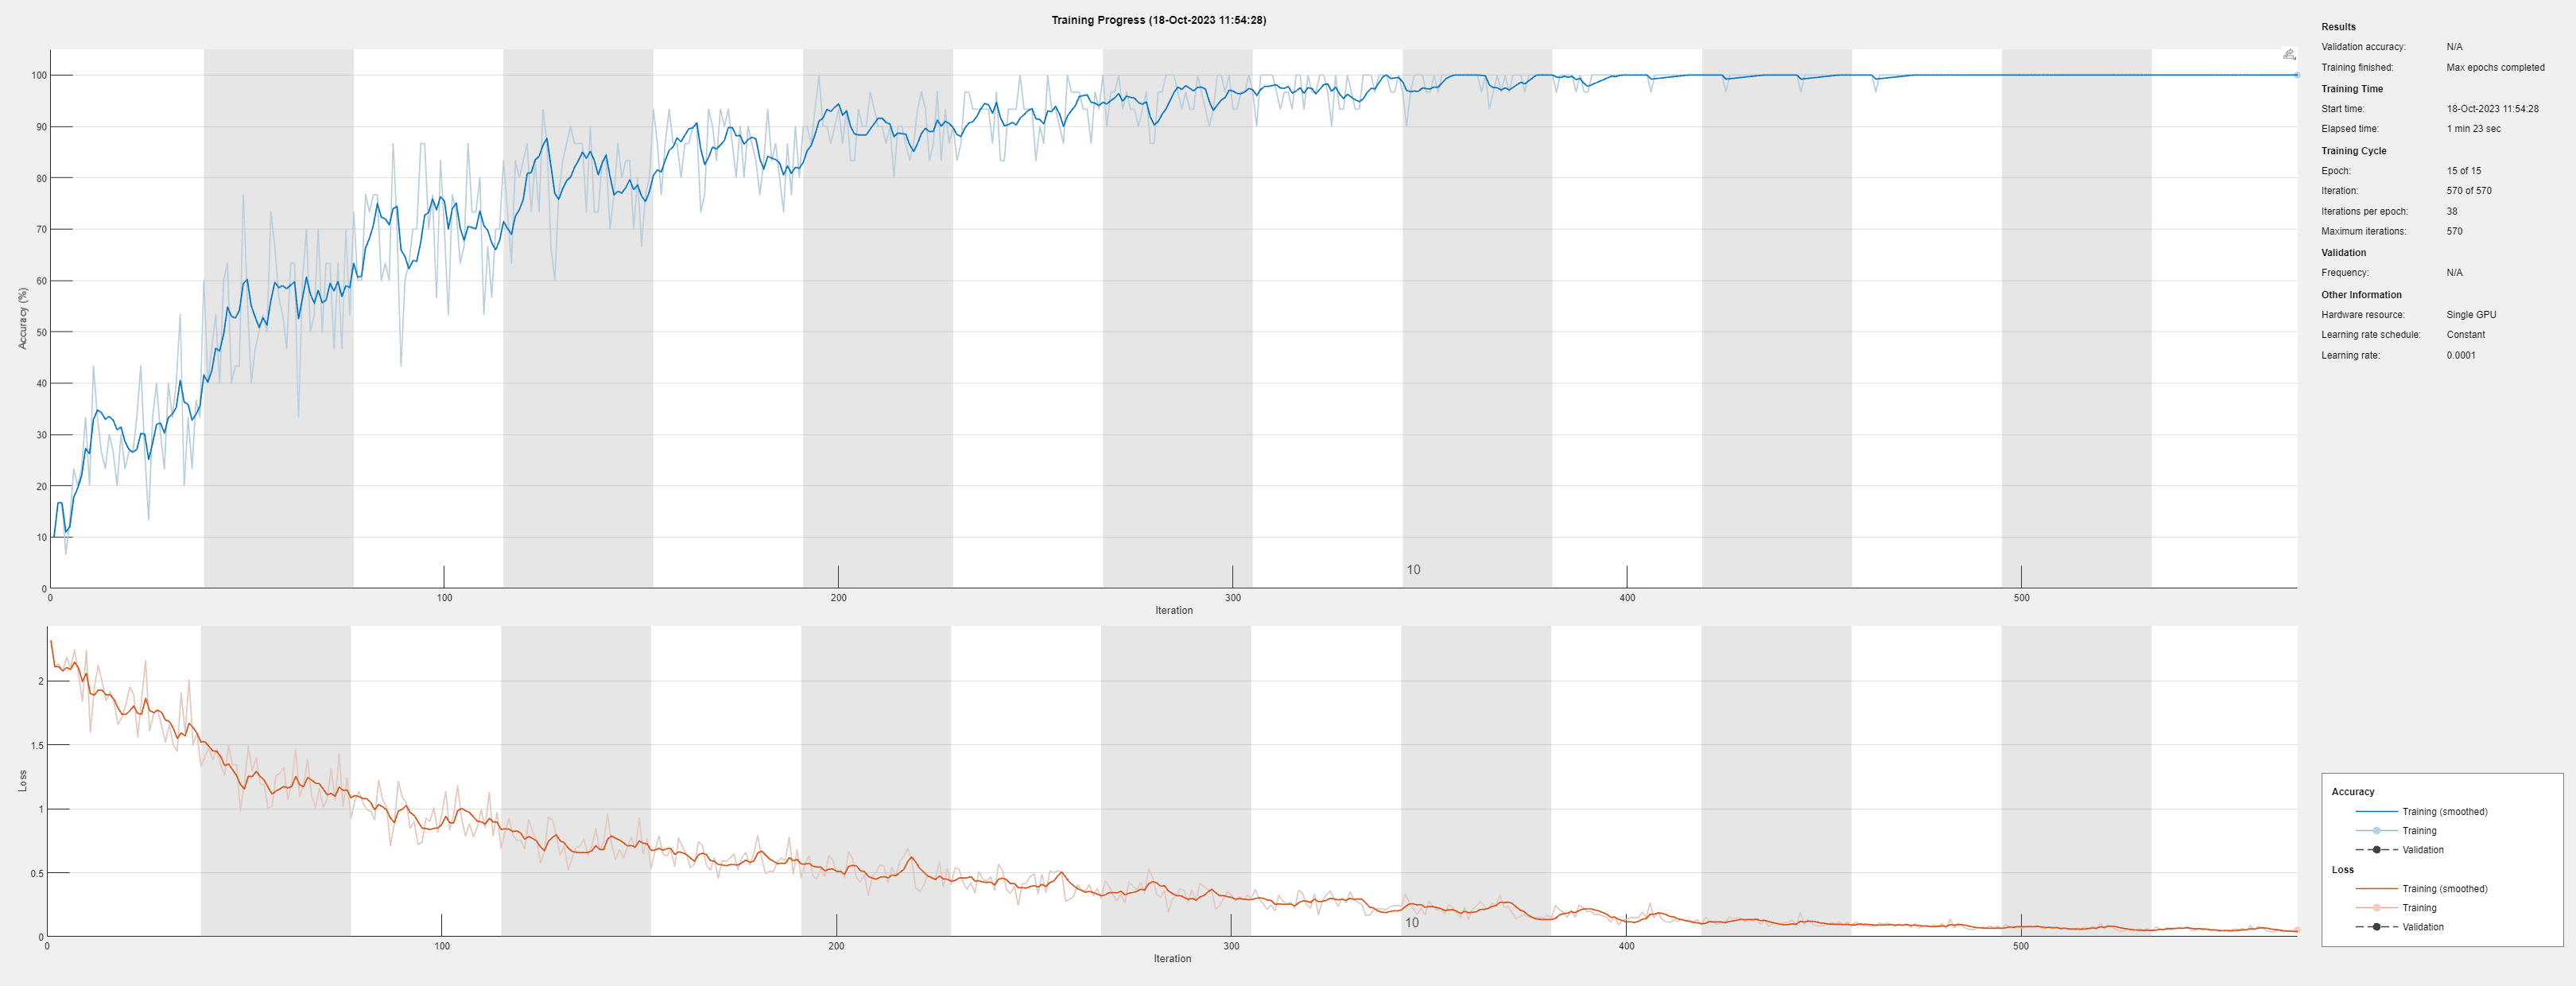 Training Progress (18-Oct-2023 11:54:28)
100
90
80
70
60
50
40
30
20
10
0
Accuracy (%)
10
0 100 200 300 400 500
Iteration
2
1.5
1
0.5
0
Loss
10
0 100 200 300 400 500
Iteration
Results
Validation accuracy: N/A
Training finished: Max epochs completed
Training Time
Start time: 18-Oct-2023 11:54:28
Elapsed time: 1 min 23 sec
Training Cycle
Epoch: 15 of 15
Iteration: 570 of 570
Iterations per epoch: 38
Maximum iterations: 570
Validation
Frequency: N/A
Other Information
Hardware resource: Single GPU
Learning rate schedule: Constant
Learning rate: 0.0001
Accuracy
Training (smoothed)
Training
Validation
Loss
Training (smoothed)
Training
Validation